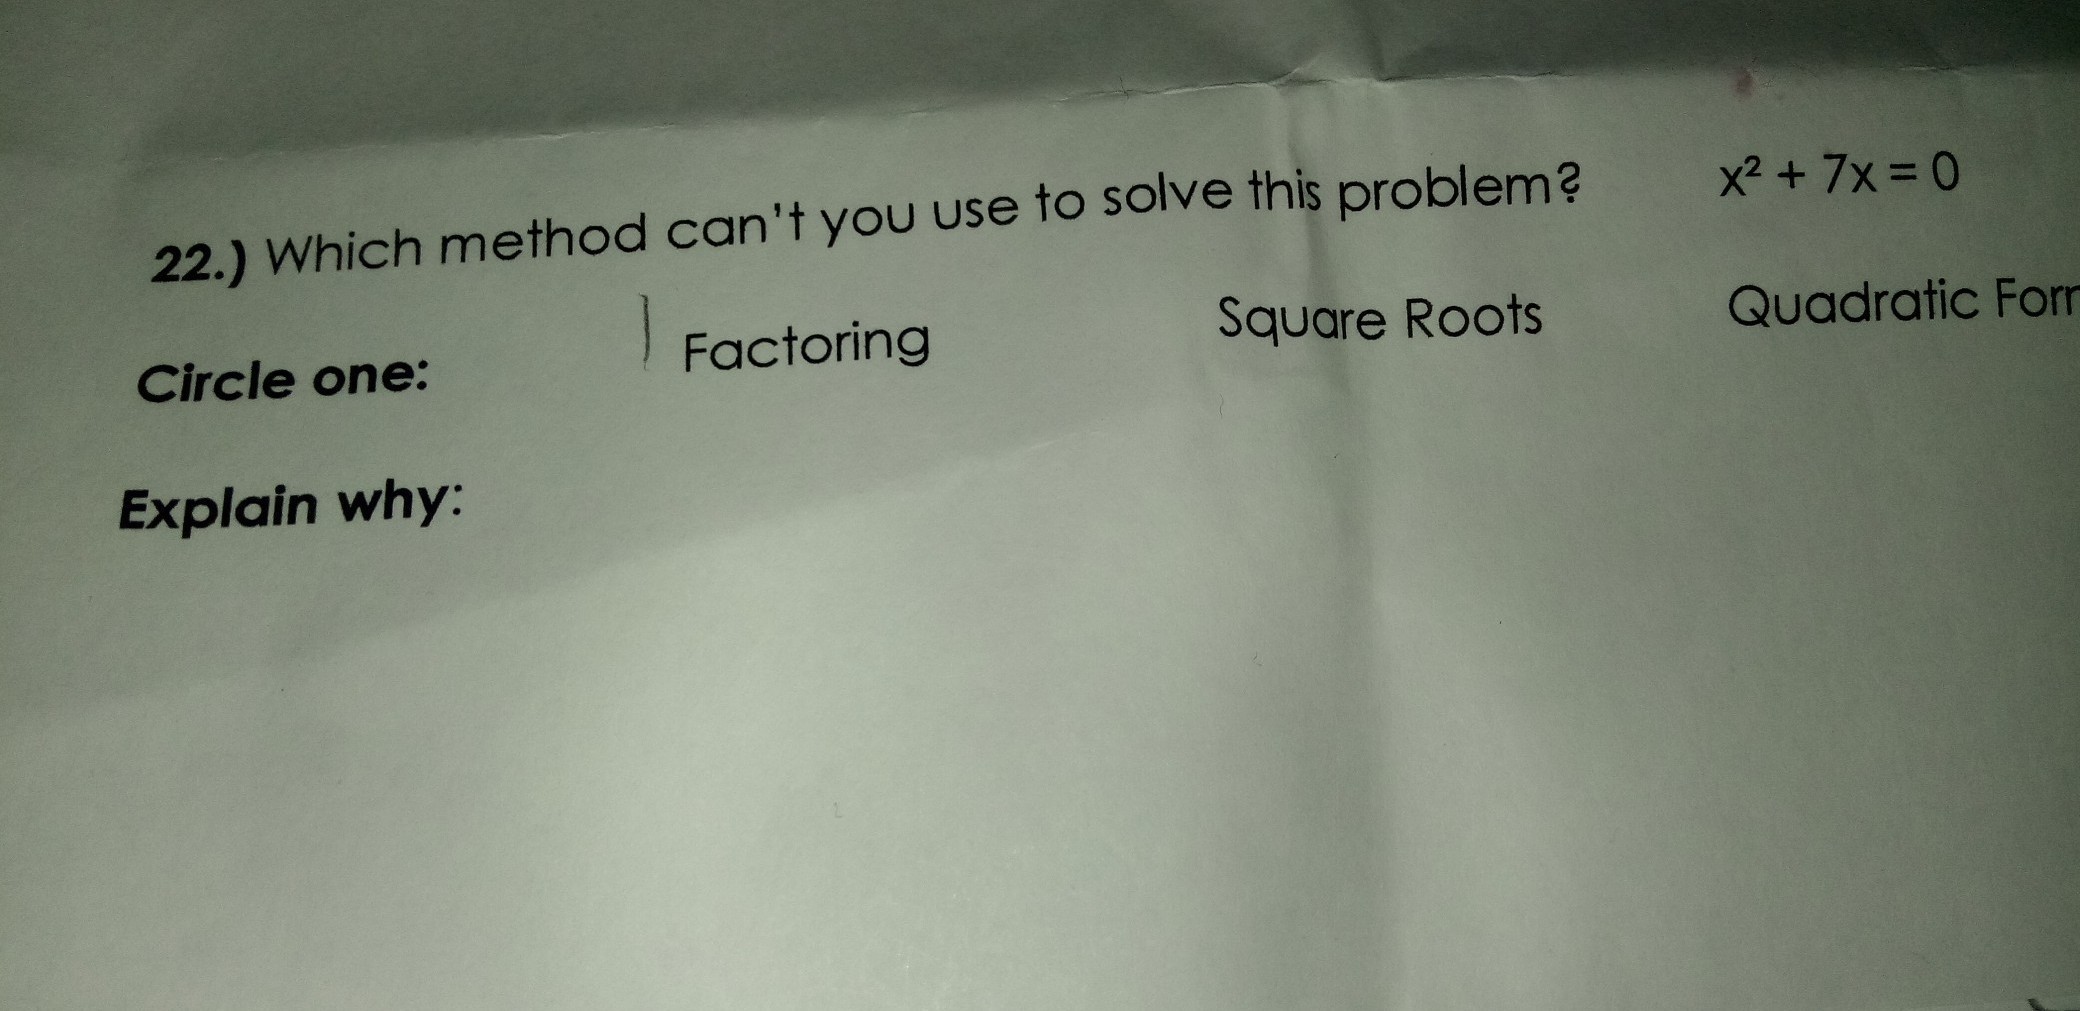 22.) Which method can't you use to solve this problem? x² + 7x = 0
Circle one: Factoring Square Roots Quadratic
Explain why: